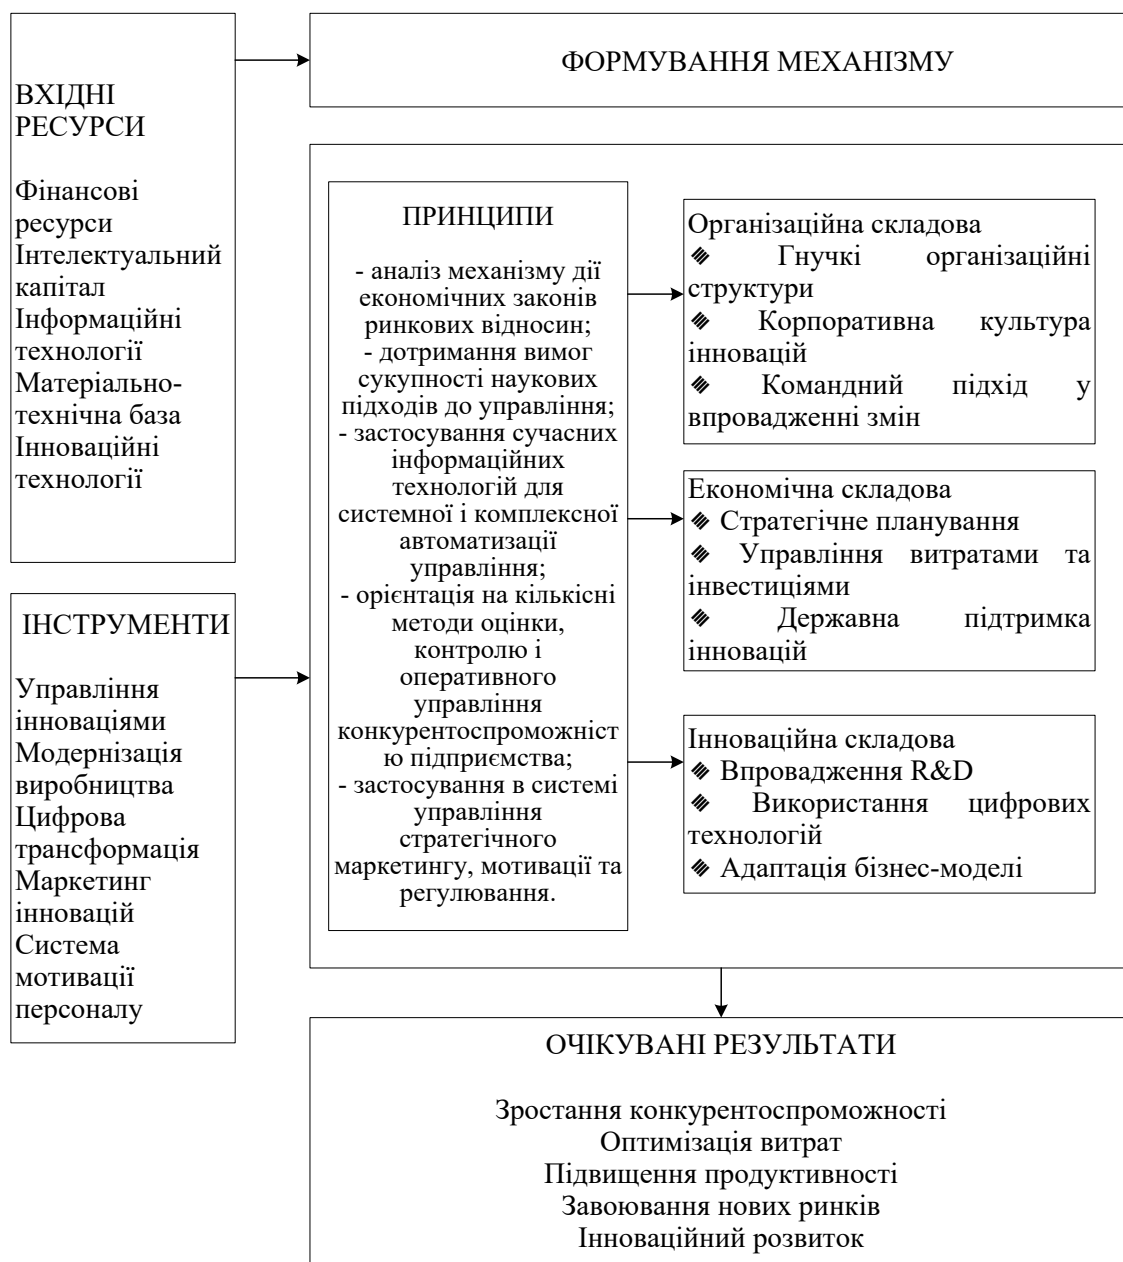 ВХІДНІ
РЕСУРСИ
Фінансові
ресурси
Інтелектуальний
капітал
Інформаційні
технології
Матеріально-
технічна база
Інноваційні
технології
ФОРМУВАННЯ МЕХАНІЗМУ
ІНСТРУМЕНТИ
Управління
інноваціями
Модернізація
виробництва
Цифрова
трансформація
Маркетинг
інновацій
Система
мотивації
персоналу
ПРИНЦИПИ
- аналіз механізму дії
економічних законів
ринкових відносин;
- дотримання вимог
сукупності наукових
підходів до управління;
- застосування сучасних
інформаційних
технологій для
системної і комплексної
автоматизації
управління;
- орієнтація на кількісні
методи оцінки,
контролю і
оперативного
управління
конкурентоспроможніст
ю підприємства;
- застосування в системі
управління
стратегічного
маркетингу, мотивації та
регулювання.
Організаційна складова
Гнучкі організаційні
структури
Корпоративна культура
інновацій
Командний підхід у
впровадженні змін
Економічна складова
Стратегічне планування
Управління витратами та
інвестиціями
Державна підтримка
інновацій
Інноваційна складова
Впровадження R&D
Використання цифрових
технологій
Адаптація бізнес-моделі
ОЧІКУВАНІ РЕЗУЛЬТАТИ
Зростання конкурентоспроможності
Оптимізація витрат
Підвищення продуктивності
Завоювання нових ринків
Інноваційний розвиток